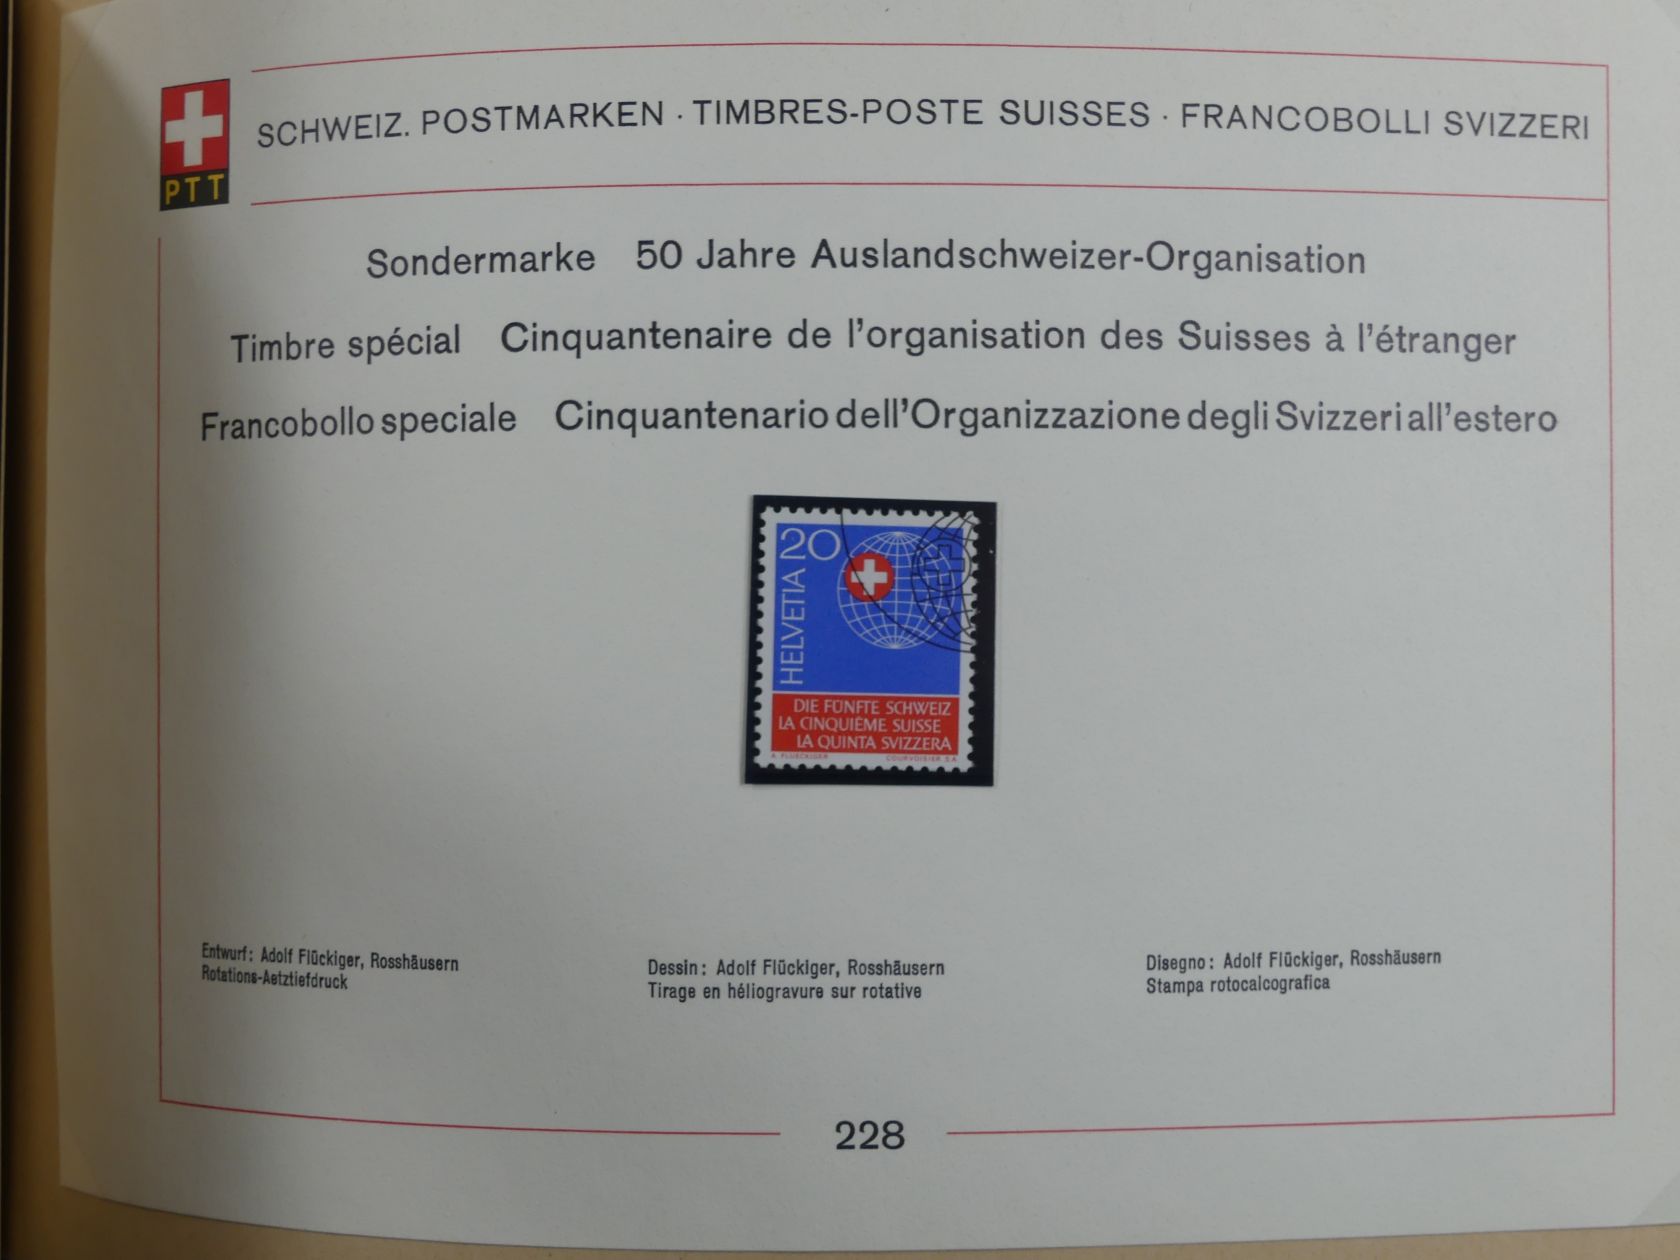 PTT
SCHWEIZ. POSTMARKEN · TIMBRES-POSTE SUISSES · FRANCOBOLLI SVIZZERI
Sondermarke 50 Jahre Auslandschweizer-Organisation
Timbre spécial Cinquantenaire de l'organisation des Suisses à l'étranger
Francobollo speciale Cinquantenario dell'Organizzazione degli Svizzeri all'estero
20
HELVETIA
DIE FÜNFTE SCHWEIZ
LA CINQUIÈME SUISSE
LA QUINTA SVIZZERA
A. FLUECKIGER COURVOISIER S.A.
Entwurf: Adolf Flückiger, Rosshäusern
Rotations-Aetztiefdruck
Dessin: Adolf Flückiger, Rosshäusern
Tirage en héliogravure sur rotative
Disegno: Adolf Flückiger, Rosshäusern
Stampa rotocalcografica
228